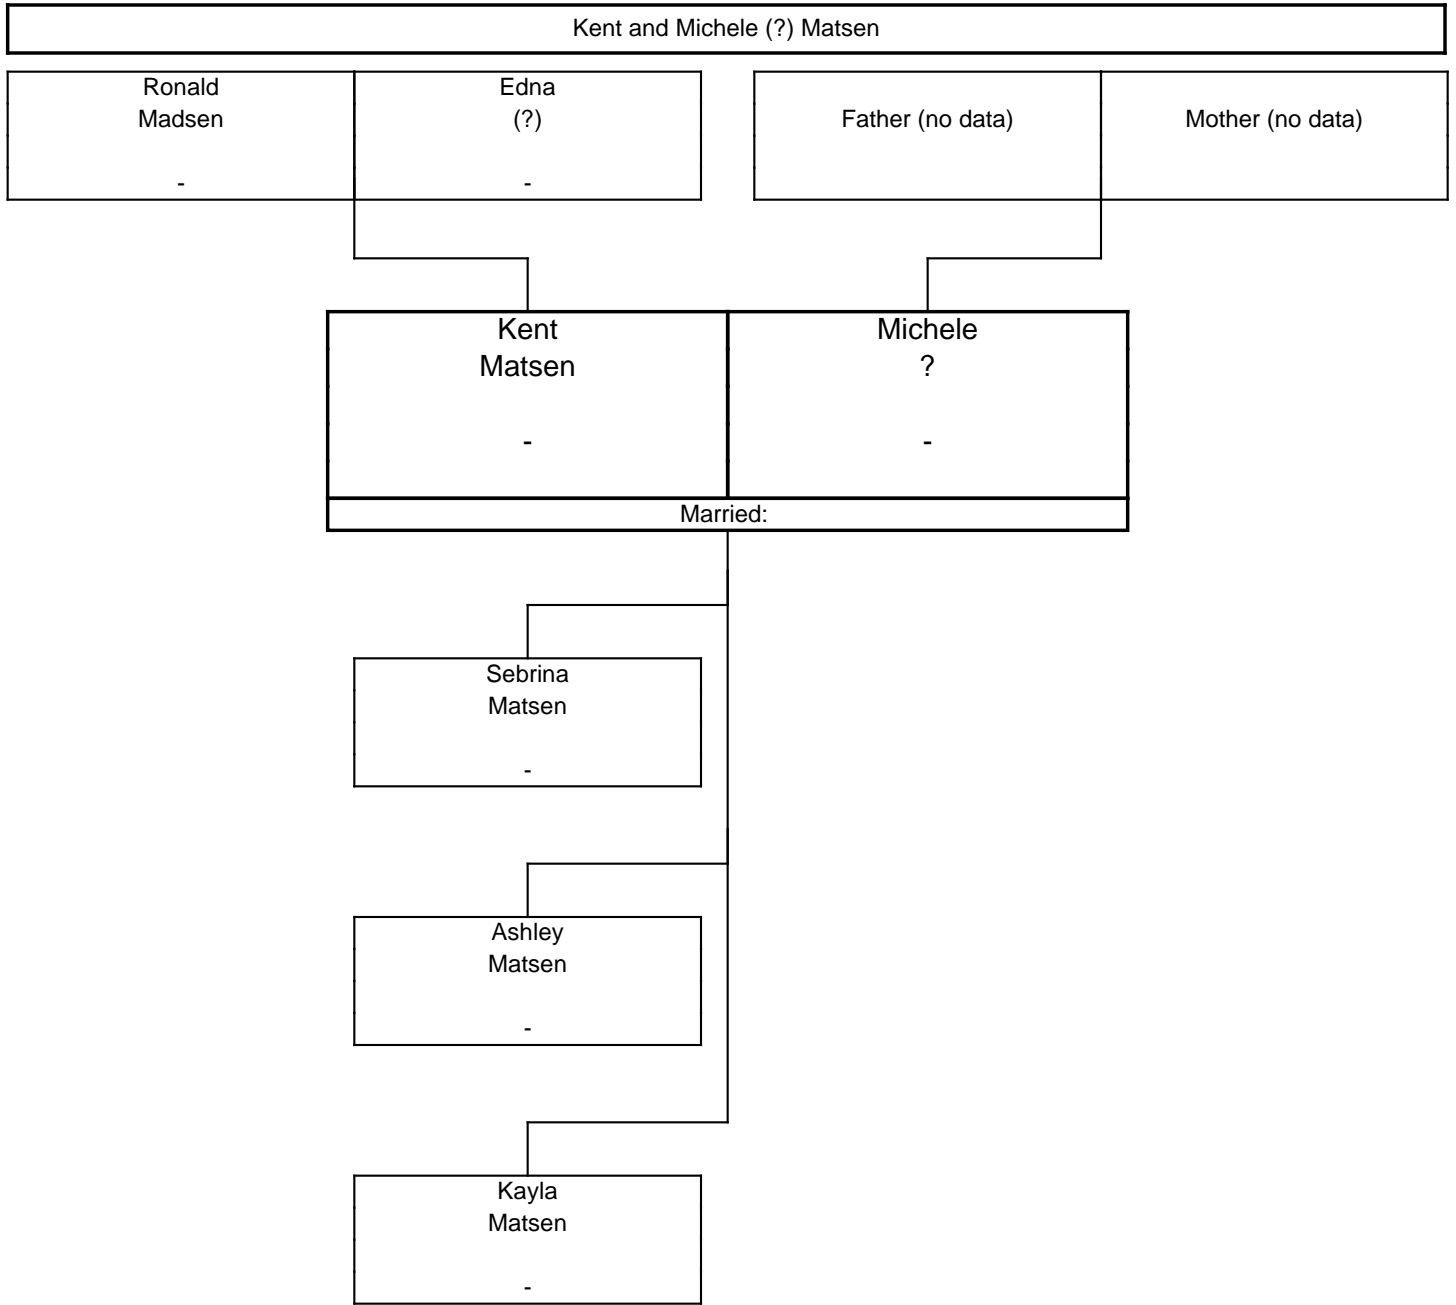 Kent and Michele (?) Matsen
Ronald
Madsen
-
Edna
(?)
-
Father (no data)
Mother (no data)
Kent
Matsen
-
Michele
?
-
Married:
Sebrina
Matsen
-
Ashley
Matsen
-
Kayla
Matsen
-